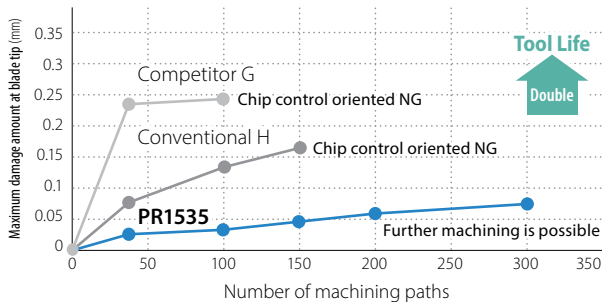 Maximum damage amount at blade tip (mm)
0.35
0.3
0.25
0.2
0.15
0.1
0.05
0
Competitor G
Chip control oriented NG
Conventional H
Chip control oriented NG
PR1535
Further machining is possible
Tool Life
Double
0 50 100 150 200 250 300 350
Number of machining paths